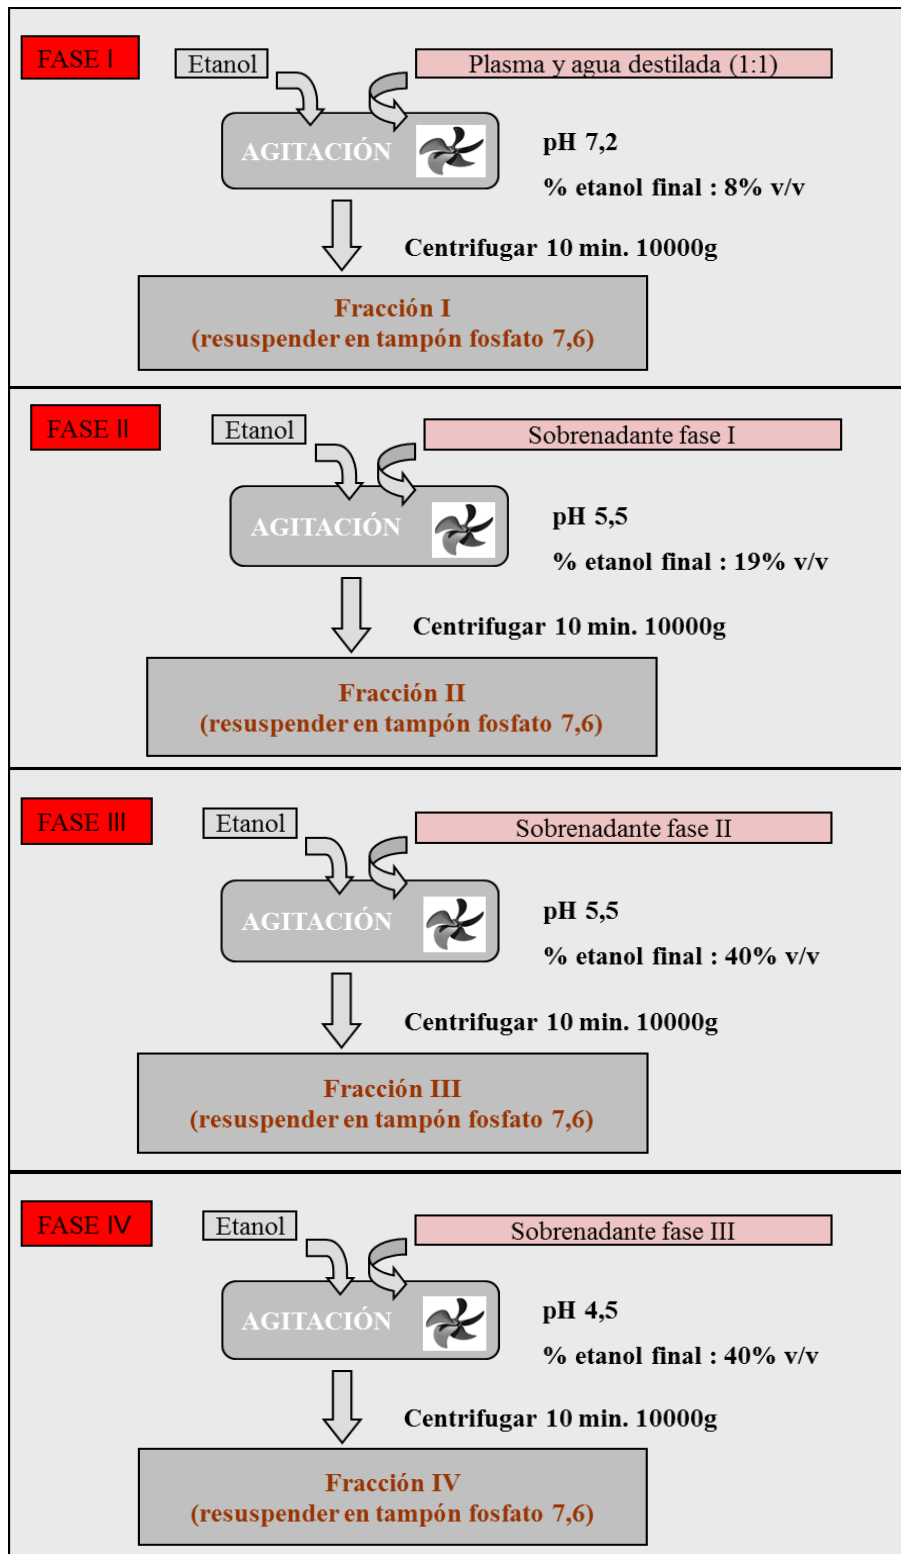 FASE I
Etanol
Plasma y agua destilada (1:1)
AGITACIÓN
pH 7,2
% etanol final : 8% v/v
Centrifugar 10 min. 10000g
Fracción I
(resuspender en tampón fosfato 7,6)
FASE II
Etanol
Sobrenadante fase I
AGITACIÓN
pH 5,5
% etanol final : 19% v/v
Centrifugar 10 min. 10000g
Fracción II
(resuspender en tampón fosfato 7,6)
FASE III
Etanol
Sobrenadante fase II
AGITACIÓN
pH 5,5
% etanol final : 40% v/v
Centrifugar 10 min. 10000g
Fracción III
(resuspender en tampón fosfato 7,6)
FASE IV
Etanol
Sobrenadante fase III
AGITACIÓN
pH 4,5
% etanol final : 40% v/v
Centrifugar 10 min. 10000g
Fracción IV
(resuspender en tampón fosfato 7,6)